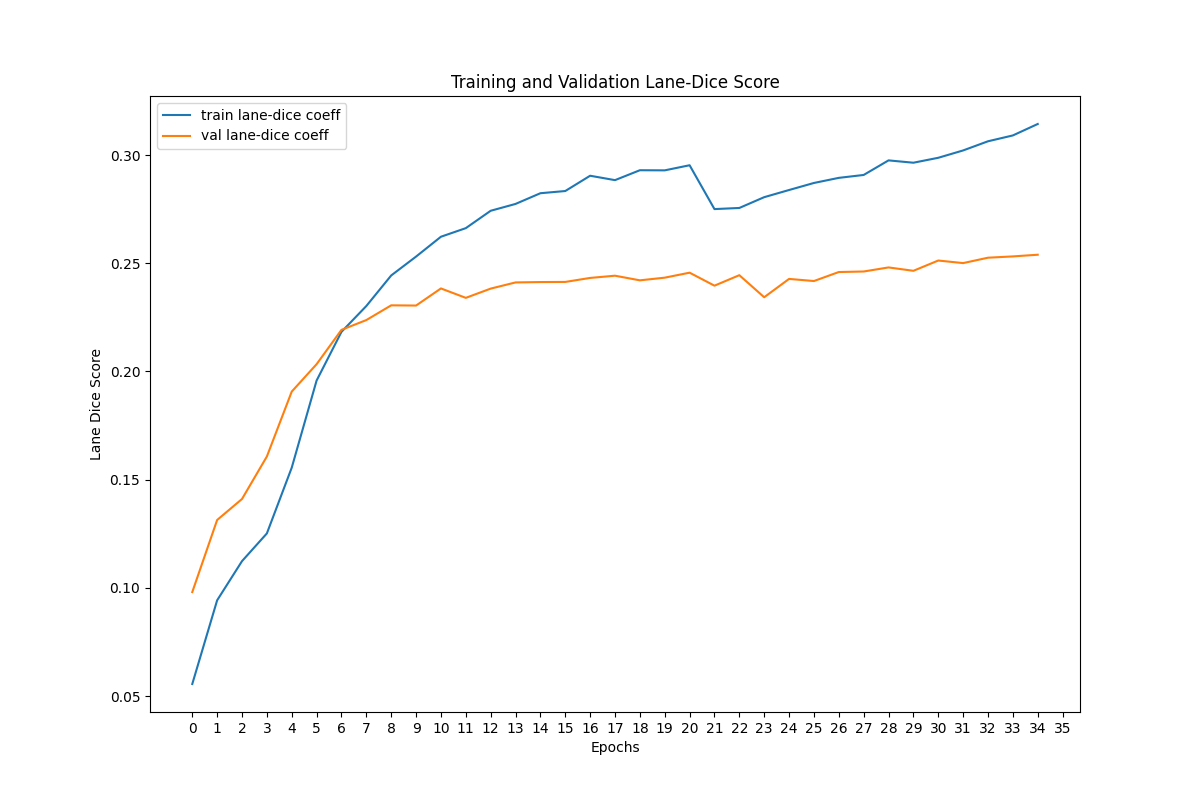 Training and Validation Lane-Dice Score
train lane-dice coeff
val lane-dice coeff
0.30
0.25
0.20
0.15
0.10
0.05
Lane Dice Score
0 1 2 3 4 5 6 7 8 9 10 11 12 13 14 15 16 17 18 19 20 21 22 23 24 25 26 27 28 29 30 31 32 33 34 35
Epochs